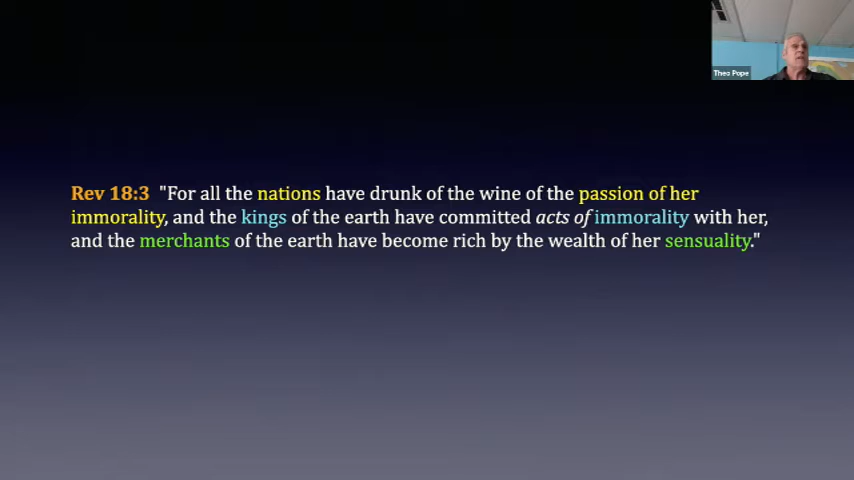 Thea Pope
Rev 18:3 "For all the nations have drunk of the wine of the passion of her
immorality, and the kings of the earth have committed acts of immorality with her,
and the merchants of the earth have become rich by the wealth of her sensuality."